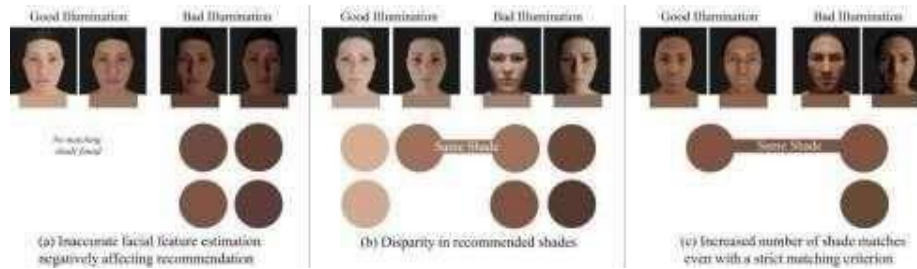 Good Illumination
Bad Illumination
No matching
shade found
(a) Inaccurate facial feature estimation
negatively affecting recommendation
Good Illumination
Bad Illumination
Same Shade
(b) Disparity in recommended shades
Good Illumination
Bad Illumination
Same Shade
(c) Increased number of shade matches
even with a strict matching criterion